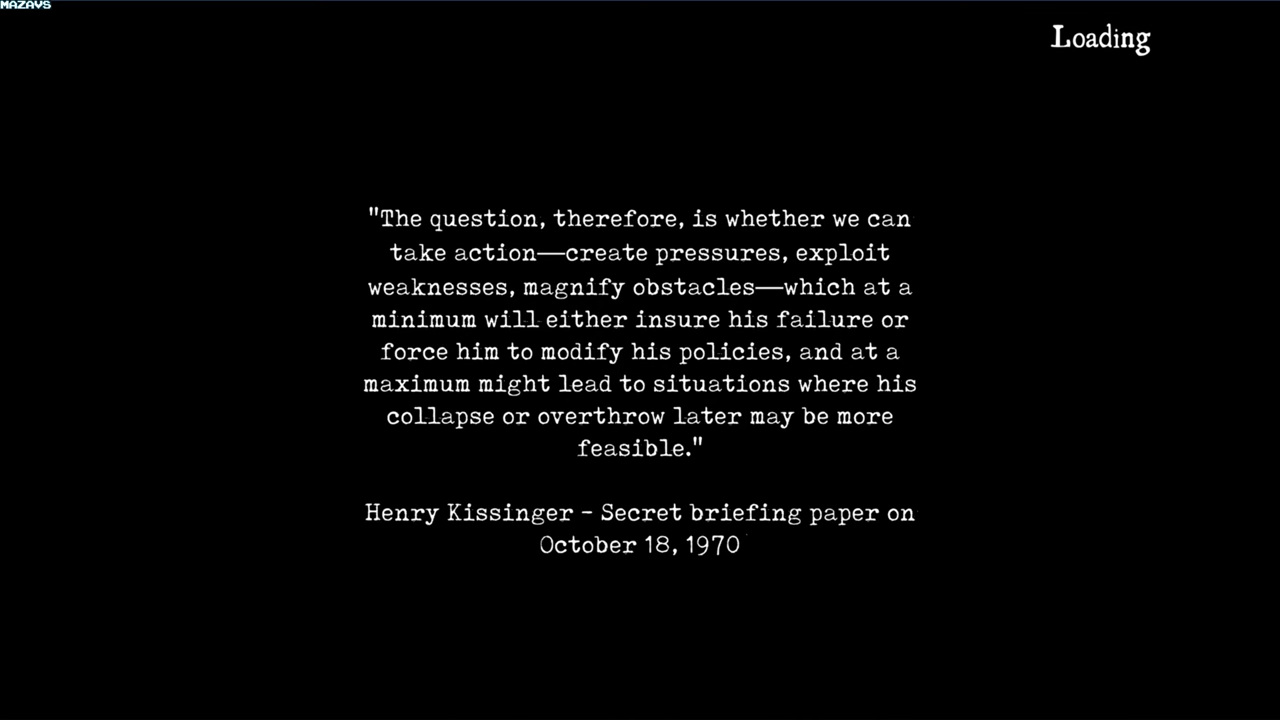 MAZAVS
Loading
"The question, therefore, is whether we can
take action—create pressures, exploit
weaknesses, magnify obstacles—which at a
minimum will either insure his failure or
force him to modify his policies, and at a
maximum might lead to situations where his
collapse or overthrow later may be more
feasible."
Henry Kissinger - Secret briefing paper on
October 18, 1970